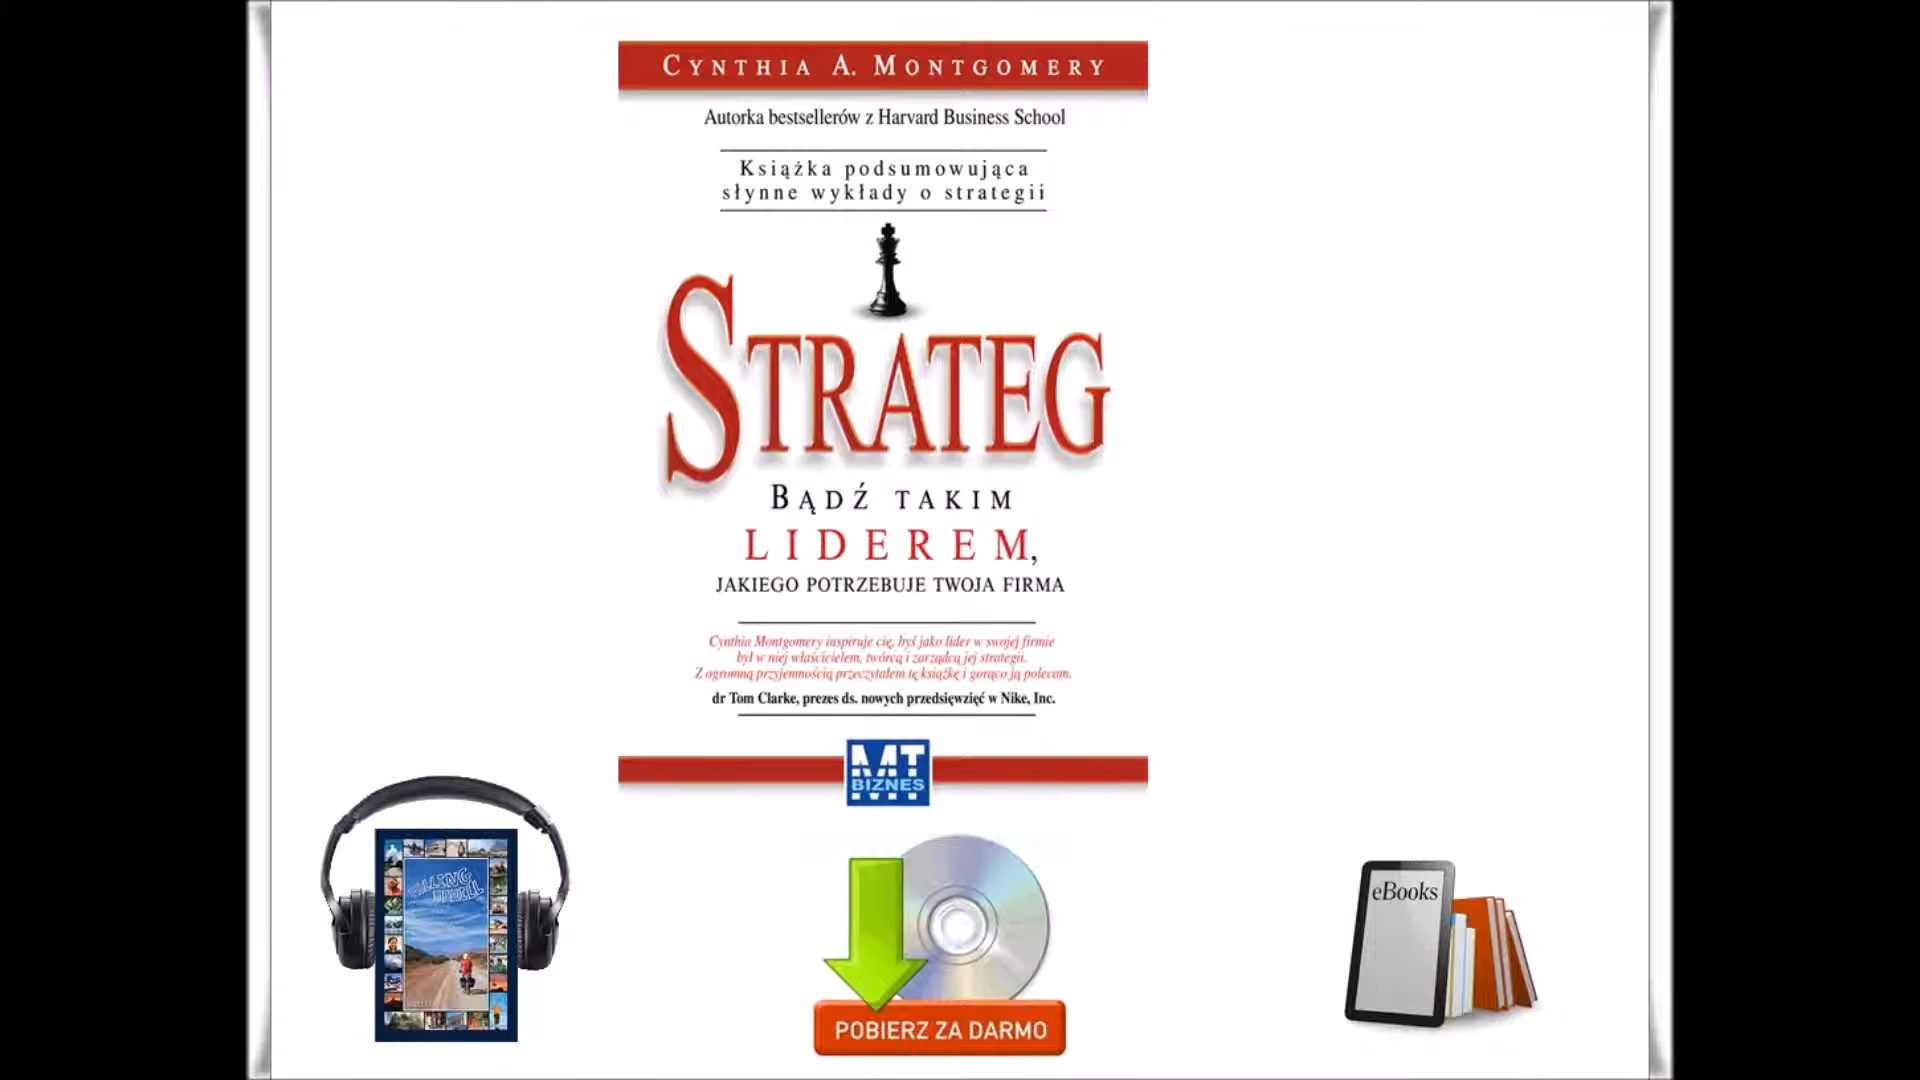 CYNTHIA A. MONTGOMERY
Autorka bestsellerów z Harvard Business School
Książka podsumowująca
słynne wykłady o strategii
STRATEG
BĄDŹ TAKIM
LIDEREM,
JAKIEGO POTRZEBUJE TWOJA FIRMA
Cynthia Montgomery inspiruje cię, byś jako lider w swojej firmie
był w niej właścicielem, twórcą i zarządcą jej strategii.
Z ogromną przyjemnością przeczytałem tę książkę i gorąco ją polecam.
dr Tom Clarke, prezes ds. nowych przedsięwzięć w Nike, Inc.
MT
BIZNES
eBooks
POBIERZ ZA DARMO